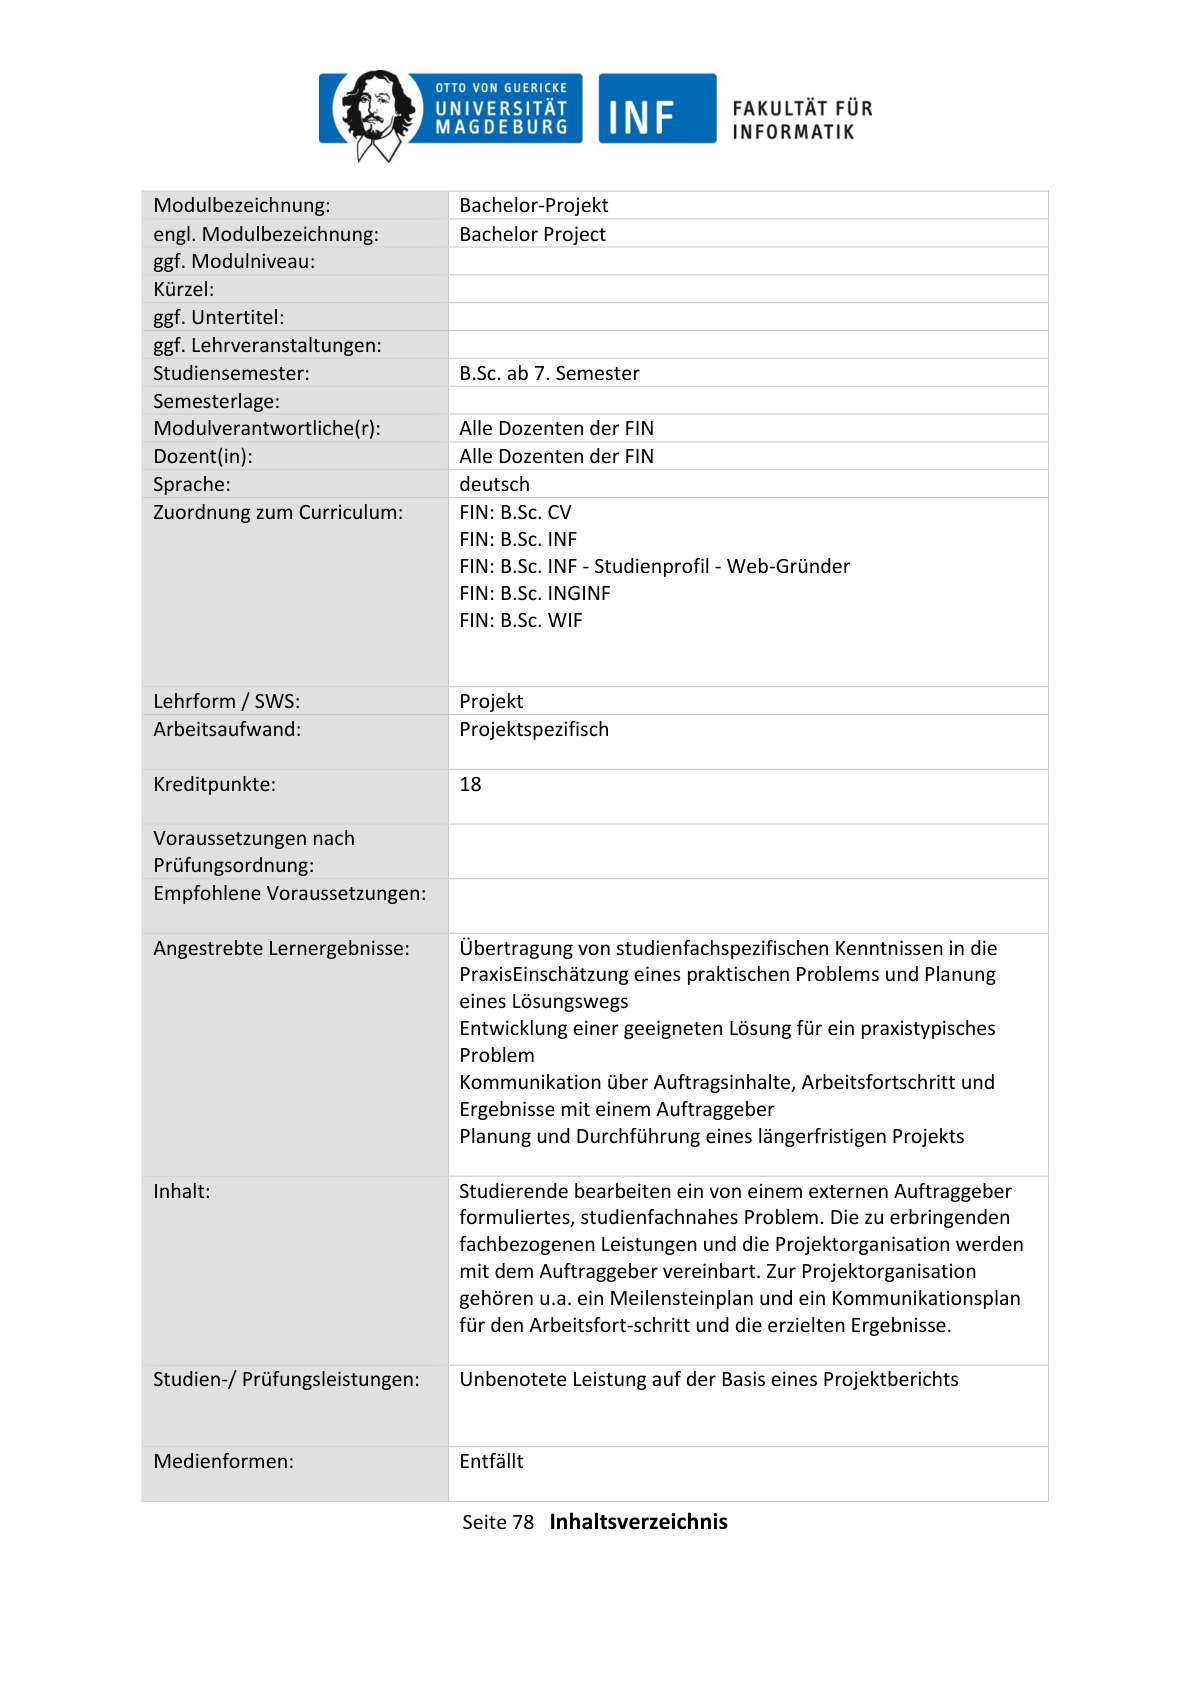 OTTO VON GUERICKE
UNIVERSITÄT
MAGDEBURG
INF
FAKULTÄT FÜR
INFORMATIK
Modulbezeichnung: Bachelor-Projekt
engl. Modulbezeichnung: Bachelor Project
ggf. Modulniveau:
Kürzel:
ggf. Untertitel:
ggf. Lehrveranstaltungen:
Studiensemester: B.Sc. ab 7. Semester
Semesterlage:
Modulverantwortliche(r): Alle Dozenten der FIN
Dozent(in): Alle Dozenten der FIN
Sprache: deutsch
Zuordnung zum Curriculum: FIN: B.Sc. CV
FIN: B.Sc. INF
FIN: B.Sc. INF - Studienprofil - Web-Gründer
FIN: B.Sc. INGINF
FIN: B.Sc. WIF
Lehrform / SWS: Projekt
Arbeitsaufwand: Projektspezifisch
Kreditpunkte: 18
Voraussetzungen nach
Prüfungsordnung:
Empfohlene Voraussetzungen:
Angestrebte Lernergebnisse: Übertragung von studienfachspezifischen Kenntnissen in die
PraxisEinschätzung eines praktischen Problems und Planung
eines Lösungswegs
Entwicklung einer geeigneten Lösung für ein praxistypisches
Problem
Kommunikation über Auftragsinhalte, Arbeitsfortschritt und
Ergebnisse mit einem Auftraggeber
Planung und Durchführung eines längerfristigen Projekts
Inhalt: Studierende bearbeiten ein von einem externen Auftraggeber
formuliertes, studienfachnahes Problem. Die zu erbringenden
fachbezogenen Leistungen und die Projektorganisation werden
mit dem Auftraggeber vereinbart. Zur Projektorganisation
gehören u.a. ein Meilensteinplan und ein Kommunikationsplan
für den Arbeitsfort-schritt und die erzielten Ergebnisse.
Studien-/ Prüfungsleistungen: Unbenotete Leistung auf der Basis eines Projektberichts
Medienformen: Entfällt
Seite 78 Inhaltsverzeichnis